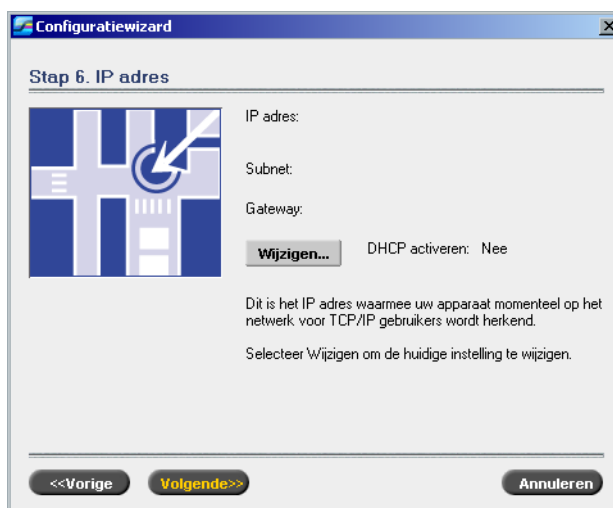 Configuratiewizard
Stap 6. IP adres
IP adres:
Subnet:
Gateway:
Wijzigen... DHCP activeren: Nee
Dit is het IP adres waarmee uw apparaat momenteel op het
netwerk voor TCP/IP gebruikers wordt herkend.
Selecteer Wijzigen om de huidige instelling te wijzigen.
<<Vorige Volgende>> Annuleren